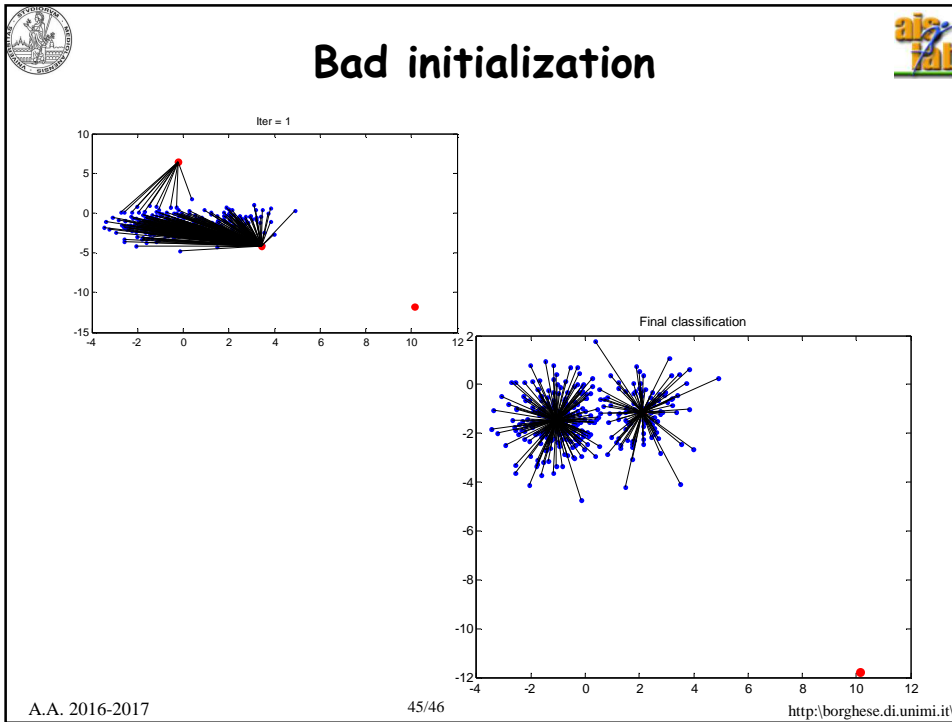 Bad initialization
Iter = 1
10
5
0
-5
-10
-15
-4 -2 0 2 4 6 8 10 12
Final classification
2
0
-2
-4
-6
-8
-10
-12
-4 -2 0 2 4 6 8 10 12
A.A. 2016-2017
45/46
http:\borghese.di.unimi.it\